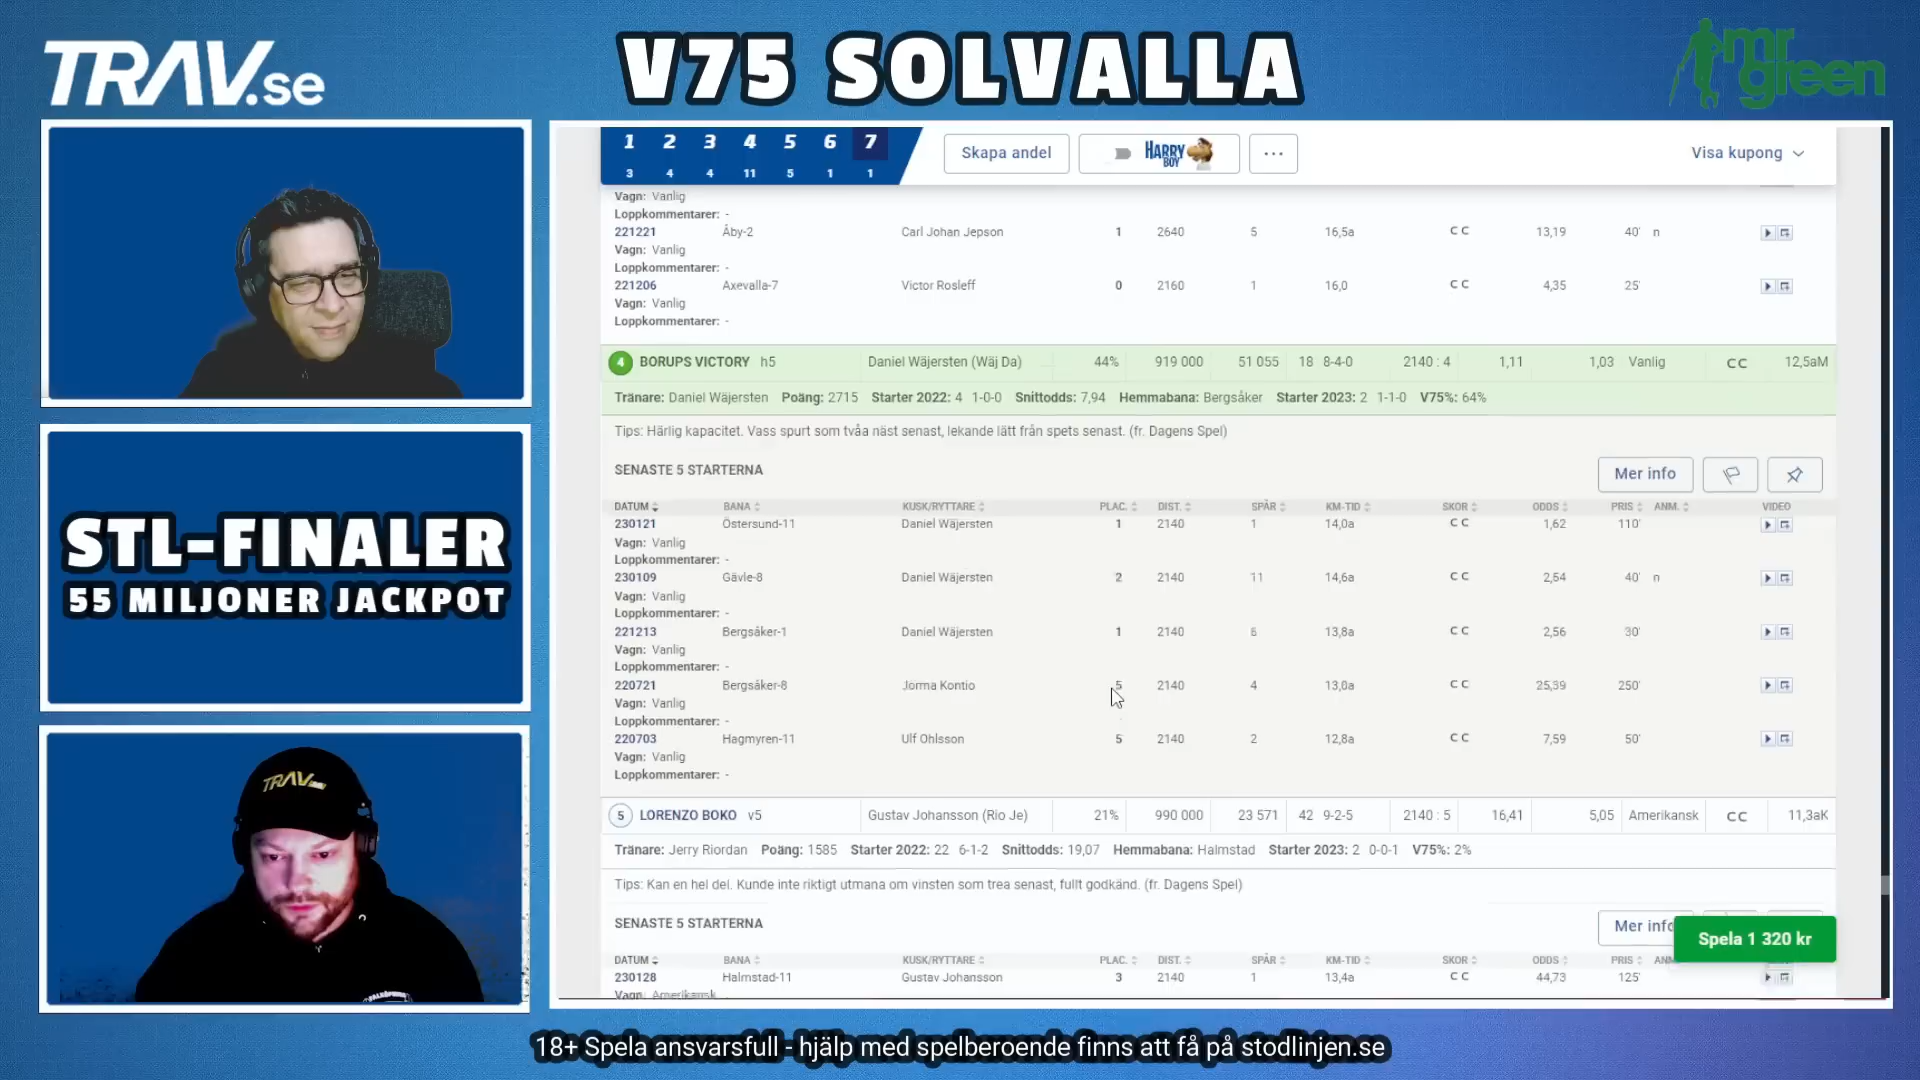 TRAV.se
V75 SOLVALLA
mr green
1 2 3 4 5 6 7
3 4 4 11 5 1 1
Skapa andel
HARRY BOY
...
Visa kupong
Vagn: Vanlig
Loppkommentarer: -
221221 Åby-2 Carl Johan Jepson 1 2640 5 16,5a C C 13,19 40' n
Vagn: Vanlig
Loppkommentarer: -
221206 Axevalla-7 Victor Rosleff 0 2160 1 16,0 C C 4,35 25'
Vagn: Vanlig
Loppkommentarer: -
4 BORUPS VICTORY h5 Daniel Wäjersten (Wäj Da) 44% 919 000 51 055 18 8-4-0 2140 : 4 1,11 1,03 Vanlig C C 12,5aM
Tränare: Daniel Wäjersten Poäng: 2715 Starter 2022: 4 1-0-0 Snittodds: 7,94 Hemmabana: Bergsåker Starter 2023: 2 1-1-0 V75%: 64%
Tips: Härlig kapacitet. Vass spurt som tvåa näst senast, lekande lätt från spets senast. (fr. Dagens Spel)
SENASTE 5 STARTERNA
Mer info
DATUM BANA KUSK/RYTTARE PLAC. DIST. SPÅR KM-TID SKOR ODDS PRIS ANM. VIDEO
230121 Östersund-11 Daniel Wäjersten 1 2140 1 14,0a C C 1,62 110'
Vagn: Vanlig
Loppkommentarer: -
230109 Gävle-8 Daniel Wäjersten 2 2140 11 14,6a C C 2,54 40' n
Vagn: Vanlig
Loppkommentarer: -
221213 Bergsåker-1 Daniel Wäjersten 1 2140 6 13,8a C C 2,56 30'
Vagn: Vanlig
Loppkommentarer: -
220721 Bergsåker-8 Jorma Kontio 5 2140 4 13,0a C C 25,39 250'
Vagn: Vanlig
Loppkommentarer: -
220703 Hagmyren-11 Ulf Ohlsson 5 2140 2 12,8a C C 7,59 50'
Vagn: Vanlig
Loppkommentarer: -
5 LORENZO BOKO v5 Gustav Johansson (Rio Je) 21% 990 000 23 571 42 9-2-5 2140 : 5 16,41 5,05 Amerikansk C C 11,3aK
Tränare: Jerry Riordan Poäng: 1585 Starter 2022: 22 6-1-2 Snittodds: 19,07 Hemmabana: Halmstad Starter 2023: 2 0-0-1 V75%: 2%
Tips: Kan en hel del. Kunde inte riktigt utmana om vinsten som trea senast, fullt godkänd. (fr. Dagens Spel)
SENASTE 5 STARTERNA
Mer info
Spela 1 320 kr
DATUM BANA KUSK/RYTTARE PLAC. DIST. SPÅR KM-TID SKOR ODDS PRIS ANM
230128 Halmstad-11 Gustav Johansson 3 2140 1 13,4a C C 44,73 125'
Vagn: Amerikansk
STL-FINALER
55 MILJONER JACKPOT
TRAV.se
18+ Spela ansvarsfull - hjälp med spelberoende finns att få på stodlinjen.se